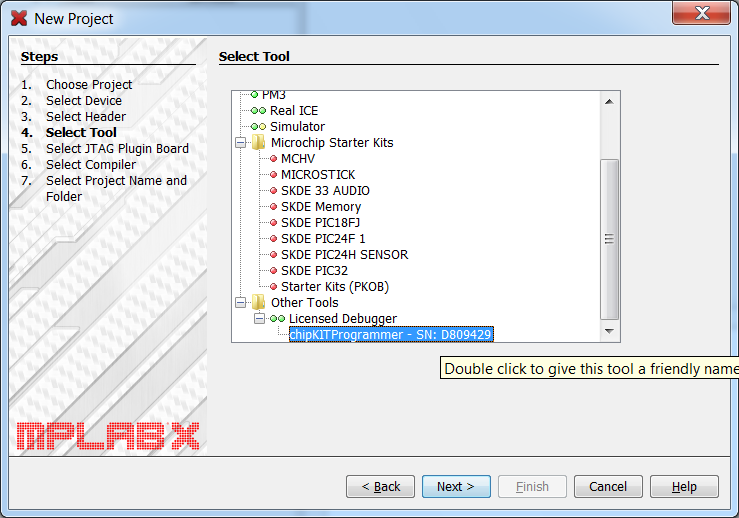 New Project
Steps
1. Choose Project
2. Select Device
3. Select Header
4. Select Tool
5. Select JTAG Plugin Board
6. Select Compiler
7. Select Project Name and
Folder
MPLAB X
Select Tool
PM3
Real ICE
Simulator
Microchip Starter Kits
MCHV
MICROSTICK
SKDE 33 AUDIO
SKDE Memory
SKDE PIC18FJ
SKDE PIC24F 1
SKDE PIC24H SENSOR
SKDE PIC32
Starter Kits (PKOB)
Other Tools
Licensed Debugger
chipKITProgrammer - SN: D809429
Double click to give this tool a friendly name
< Back
Next >
Finish
Cancel
Help